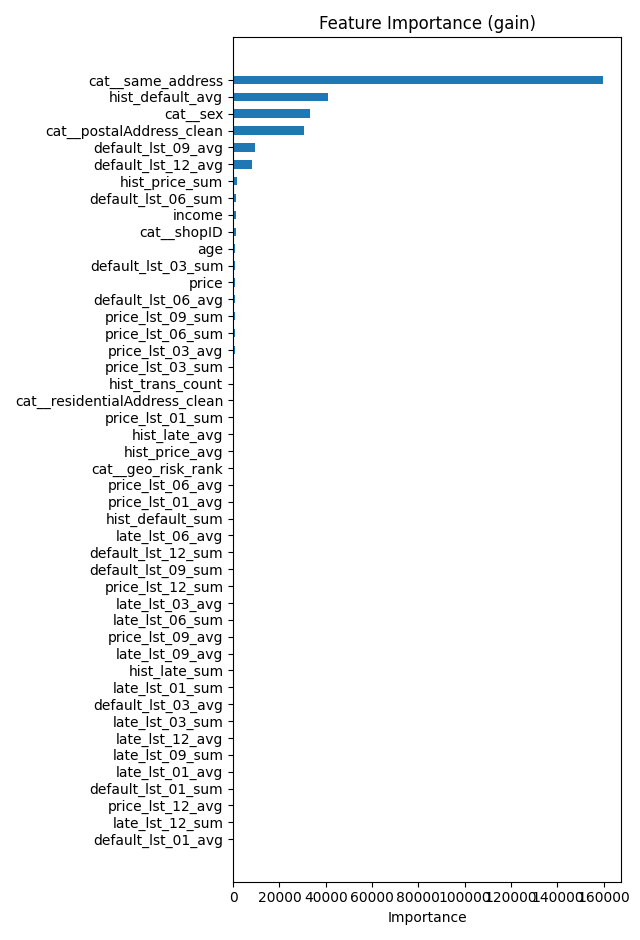 Feature Importance (gain)
cat__same_address
hist_default_avg
cat__sex
cat__postalAddress_clean
default_lst_09_avg
default_lst_12_avg
hist_price_sum
default_lst_06_sum
income
cat__shopID
age
default_lst_03_sum
price
default_lst_06_avg
price_lst_09_sum
price_lst_06_sum
price_lst_03_avg
price_lst_03_sum
hist_trans_count
cat__residentialAddress_clean
price_lst_01_sum
hist_late_avg
hist_price_avg
cat__geo_risk_rank
price_lst_06_avg
price_lst_01_avg
hist_default_sum
late_lst_06_avg
default_lst_12_sum
default_lst_09_sum
price_lst_12_sum
late_lst_03_avg
late_lst_06_sum
price_lst_09_avg
late_lst_09_avg
hist_late_sum
late_lst_01_sum
default_lst_03_avg
late_lst_03_sum
late_lst_12_avg
late_lst_09_sum
late_lst_01_avg
default_lst_01_sum
price_lst_12_avg
late_lst_12_sum
default_lst_01_avg
0 20000 40000 60000 80000 100000 120000 140000 160000
Importance